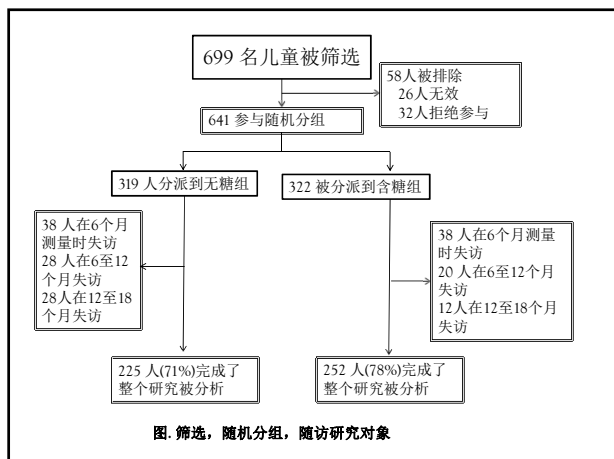 699 名儿童被筛选
58人被排除
26人无效
32人拒绝参与
641 参与随机分组
319 人分派到无糖组
322 被分派到含糖组
38 人在6个月
测量时失访
28 人在6至12
个月失访
28人在12至18
个月失访
38人在6个月测量
时失访
20 人在6至12个月
失访
12人在12至18个月
失访
225 人(71%)完成了
整个研究被分析
252 人(78%)完成了
整个研究被分析
图. 筛选，随机分组，随访研究对象